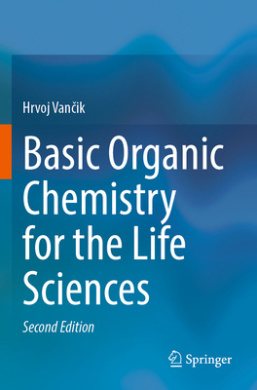 Hrvoj Vančik
Basic Organic
Chemistry
for the Life
Sciences
Second Edition
Springer